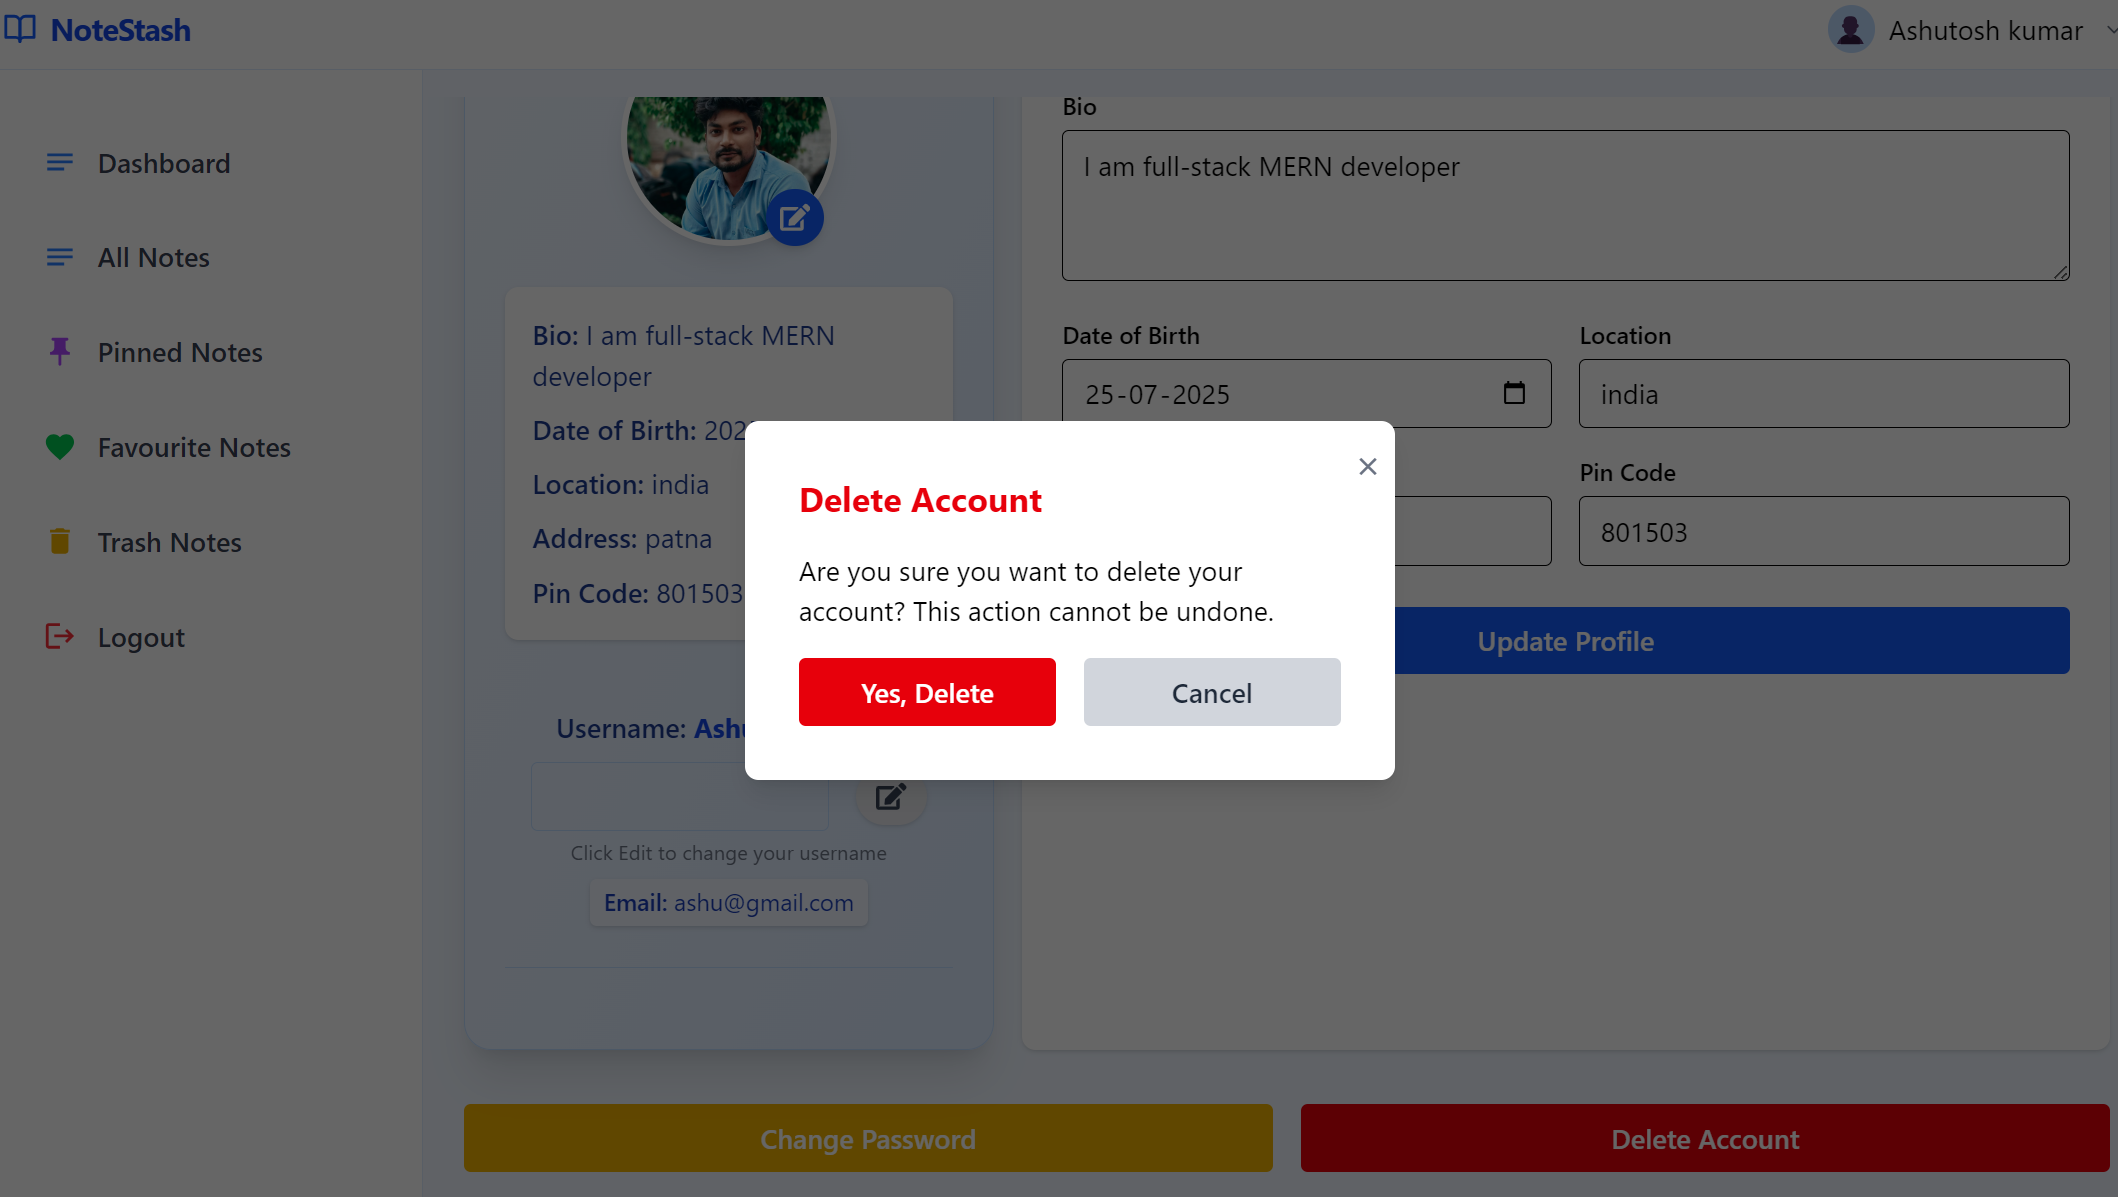 NoteStash
Ashutosh kumar
Dashboard
All Notes
Pinned Notes
Favourite Notes
Trash Notes
Logout
Bio: I am full-stack MERN
developer
Date of Birth:
Location: india
Address: patna
Pin Code: 801503
Username:
Click Edit to change your username
Email: ashu@gmail.com
Bio
I am full-stack MERN developer
Date of Birth
25-07-2025
Location
india
Pin Code
801503
Update Profile
Delete Account
Are you sure you want to delete your
account? This action cannot be undone.
Yes, Delete
Cancel
Change Password
Delete Account